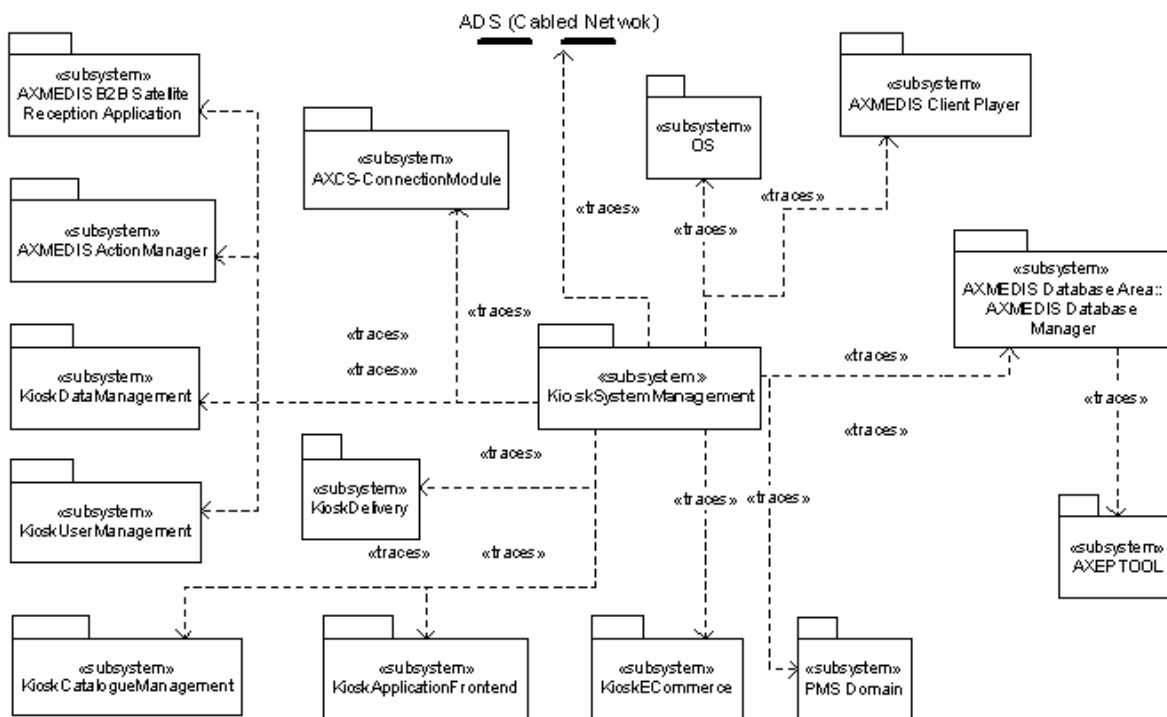 ADS (Cabled Netwok)
«subsystem»
AXMEDIS B2B Satellite
Reception Application
«subsystem»
AXMEDIS Client Player
«subsystem»
OS
«subsystem»
AXCS-ConnectionModule
«traces»
«traces»
«traces»
«subsystem»
AXMEDIS ActionManager
«subsystem»
AXMEDIS Database Area::
AXMEDIS Database
Manager
«traces»
«traces»
«traces»
«traces»»
«subsystem»
KioskDataManagement
«subsystem»
KioskSystemManagement
«traces»
«traces»
«traces»
«subsystem»
KioskDelivery
«traces»
«traces»
«subsystem»
KioskUserManagement
«traces»
«traces»
«subsystem»
AXEPTOOL
«subsystem»
KioskCatalogueManagement
«subsystem»
KioskApplicationFrontend
«subsystem»
KioskECommerce
«subsystem»
PMS Domain